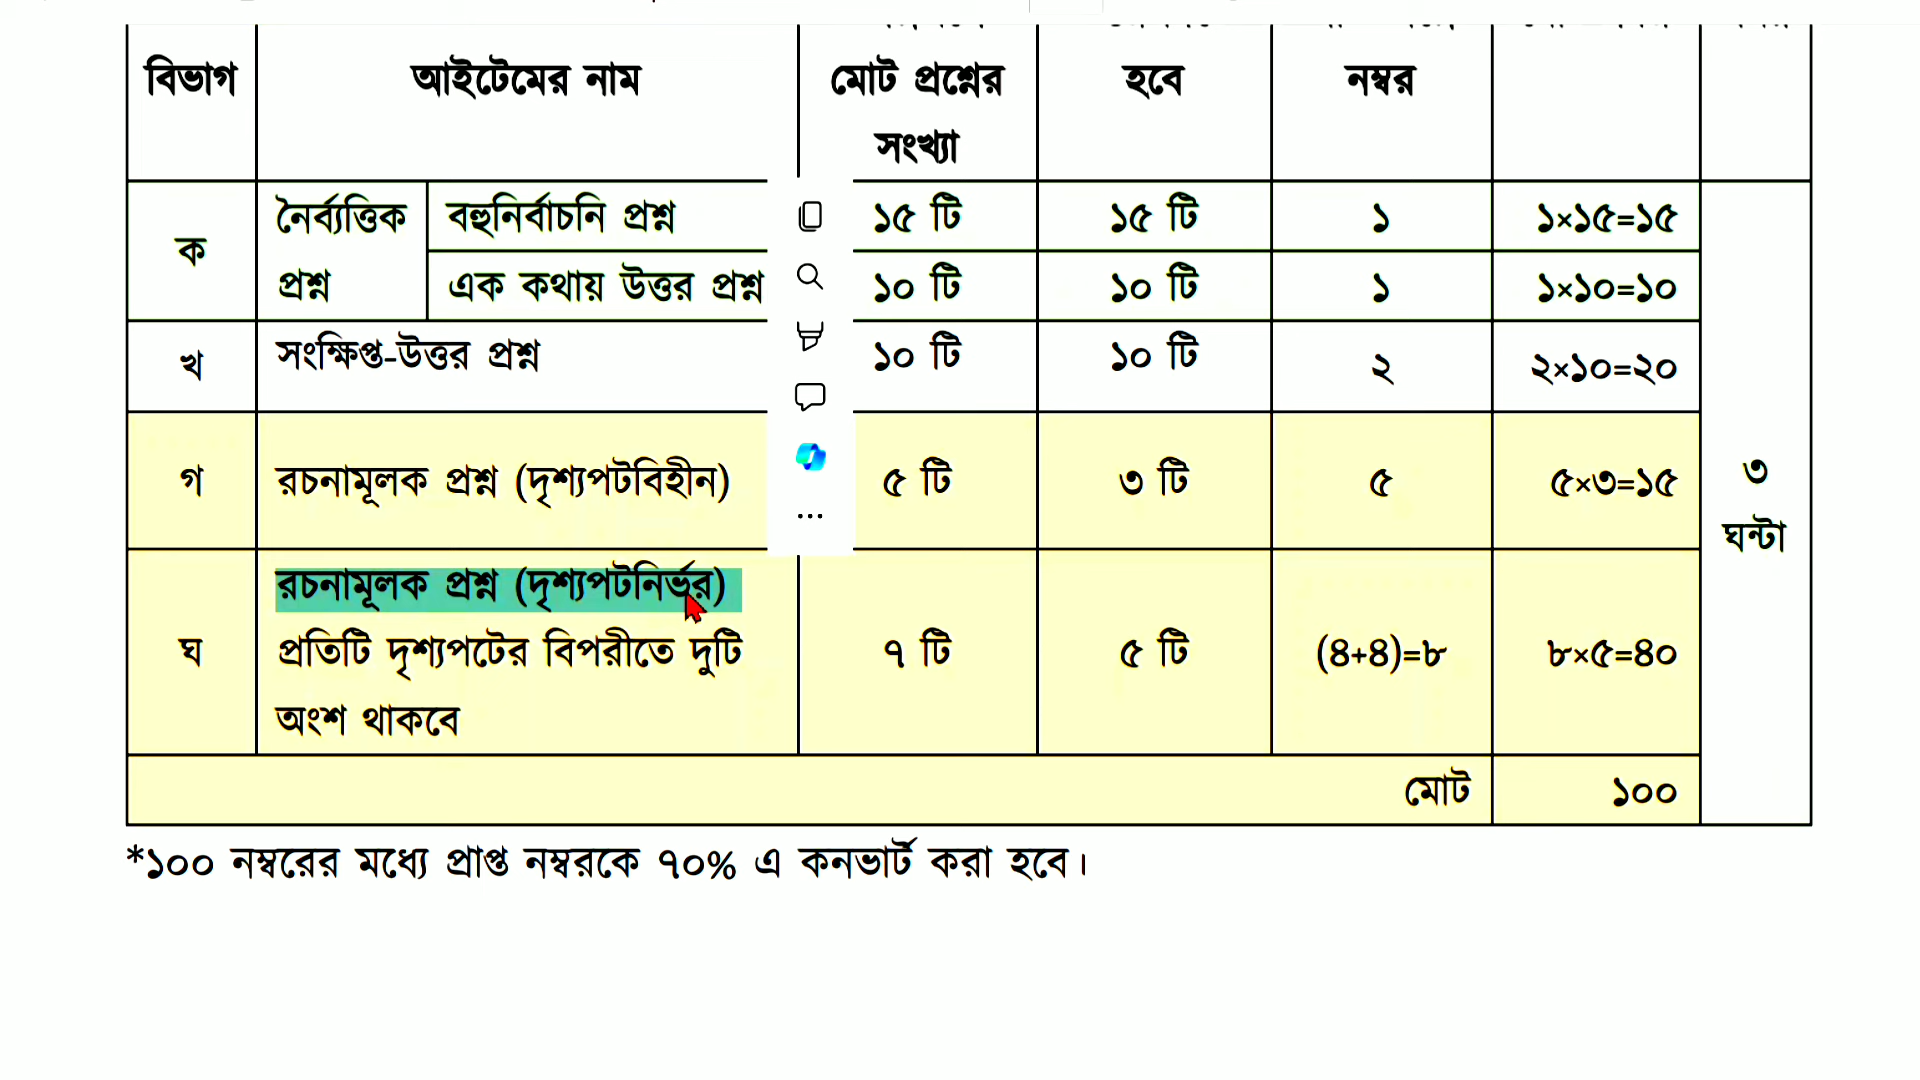 বিভাগ আইটেমের নাম মোট প্রশ্নের হবে নম্বর
সংখ্যা
ক নৈর্ব্যত্তিক প্রশ্ন বহুনির্বাচনি প্রশ্ন ১৫ টি ১৫ টি ১ ১×১৫=১৫
এক কথায় উত্তর প্রশ্ন ১০ টি ১০ টি ১ ১×১০=১০
খ সংক্ষিপ্ত-উত্তর প্রশ্ন ১০ টি ১০ টি ২ ২×১০=২০
গ রচনামূলক প্রশ্ন (দৃশ্যপটবিহীন) ৫ টি ৩ টি ৫ ৫×৩=১৫
৩
ঘন্টা
রচনামূলক প্রশ্ন (দৃশ্যপটনির্ভর)
ঘ প্রতিটি দৃশ্যপটের বিপরীতে দুটি ৭ টি ৫ টি (৪+৪)=৮ ৮×৫=৪০
অংশ থাকবে
মোট ১০০
*১০০ নম্বরের মধ্যে প্রাপ্ত নম্বরকে ৭০% এ কনভার্ট করা হবে।